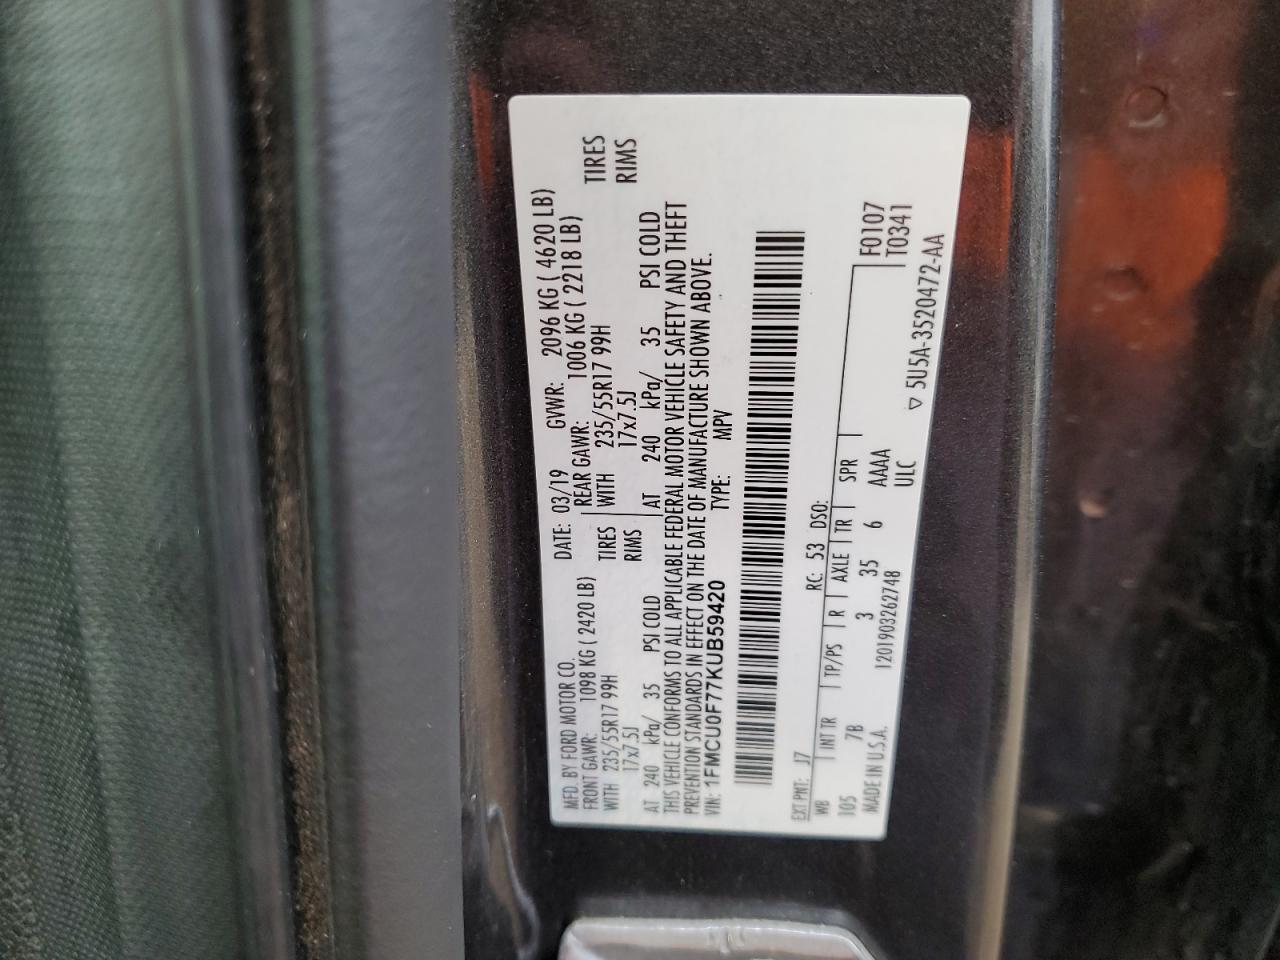 MFD. BY FORD MOTOR CO.
DATE: 03/19 GVWR: 2096 KG ( 4620 LB)
FRONT GAWR: 1098 KG ( 2420 LB) REAR GAWR: 1006 KG ( 2218 LB)
WITH 235/55R17 99H TIRES WITH 235/55R17 99H TIRES
17x7.5J RIMS 17x7.5J RIMS
AT 240 kPa/ 35 PSI COLD AT 240 kPa/ 35 PSI COLD
THIS VEHICLE CONFORMS TO ALL APPLICABLE FEDERAL MOTOR VEHICLE SAFETY AND THEFT
PREVENTION STANDARDS IN EFFECT ON THE DATE OF MANUFACTURE SHOWN ABOVE.
VIN: 1FMCU0F77KUB59420 TYPE: MPV
EXT PNT: J7 RC: 53 DSO:
WB INT TR TP/PS R AXLE TR SPR
105 7B 3 35 6 AAAA F0107
MADE IN U.S.A. 1201903262748 ULC T0341
▽ 5U5A-3520472-AA